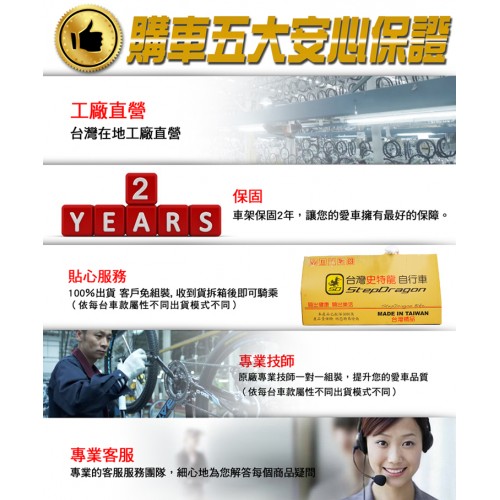 購車五大安心保證
工廠直營
台灣在地工廠直營
2
YEARS
保固
車架保固2年，讓您的愛車擁有最好的保障。
貼心服務
100%出貨 客戶免組裝, 收到貨拆箱後即可騎乘
（依每台車款屬性不同出貨模式不同）
台灣史特龍 自行車
StepDragon
MADE IN TAIWAN
台灣精品
專業技師
原廠專業技師一對一組裝，提升您的愛車品質
（依每台車款屬性不同出貨模式不同）
專業客服
專業的客服服務團隊，細心地為您解答每個商品疑問